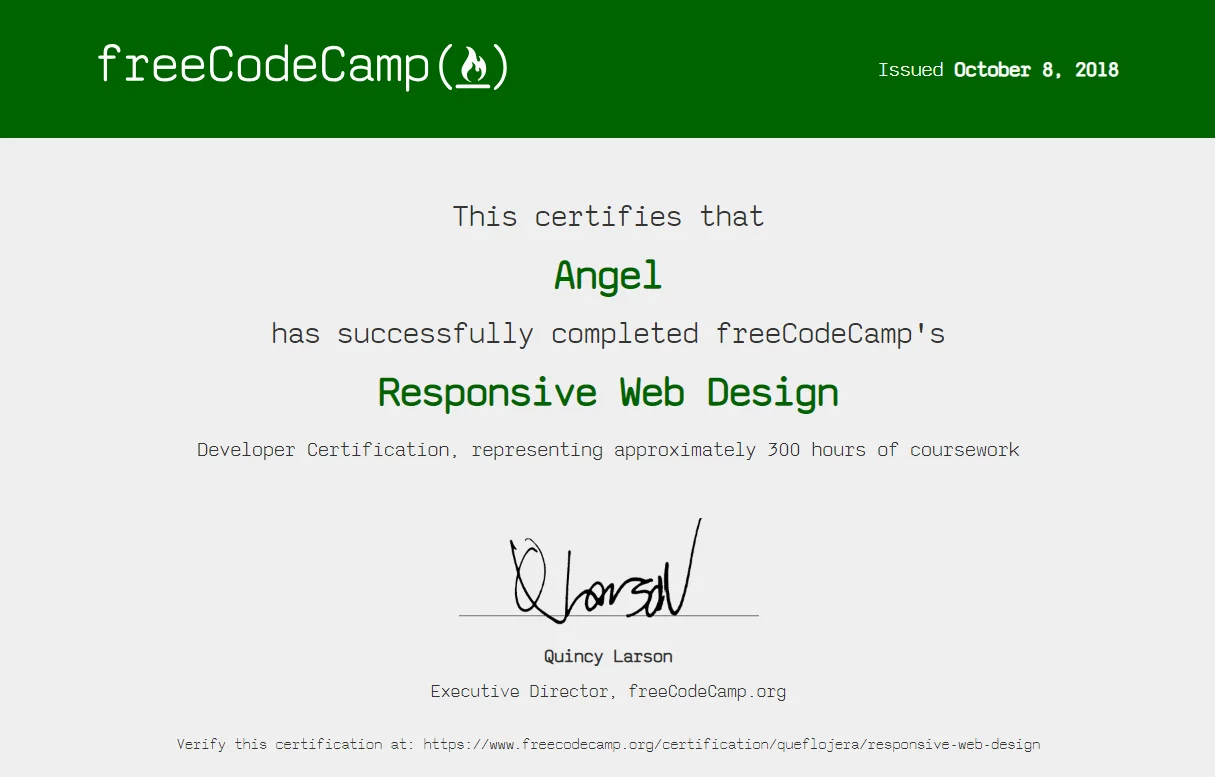 freeCodeCamp(🔥)
Issued October 8, 2018
This certifies that
Angel
has successfully completed freeCodeCamp's
Responsive Web Design
Developer Certification, representing approximately 300 hours of coursework
Q Larson
Quincy Larson
Executive Director, freeCodeCamp.org
Verify this certification at: https://www.freecodecamp.org/certification/queflojera/responsive-web-design